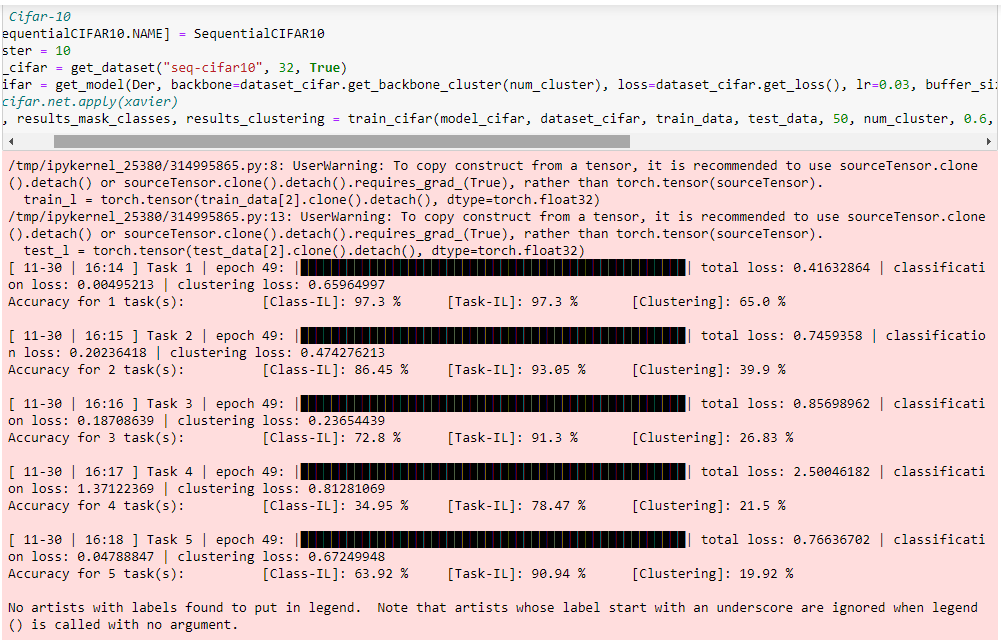 Cifar-10
equentialCIFAR10.NAME] = SequentialCIFAR10
ster = 10
_cifar = get_dataset("seq-cifar10", 32, True)
ifar = get_model(Der, backbone=dataset_cifar.get_backbone_cluster(num_cluster), loss=dataset_cifar.get_loss(), lr=0.03, buffer_si
cifar.net.apply(xavier)
, results_mask_classes, results_clustering = train_cifar(model_cifar, dataset_cifar, train_data, test_data, 50, num_cluster, 0.6,
/tmp/ipykernel_25380/314995865.py:8: UserWarning: To copy construct from a tensor, it is recommended to use sourceTensor.clone
().detach() or sourceTensor.clone().detach().requires_grad_(True), rather than torch.tensor(sourceTensor).
train_l = torch.tensor(train_data[2].clone().detach(), dtype=torch.float32)
/tmp/ipykernel_25380/314995865.py:13: UserWarning: To copy construct from a tensor, it is recommended to use sourceTensor.clone
().detach() or sourceTensor.clone().detach().requires_grad_(True), rather than torch.tensor(sourceTensor).
test_l = torch.tensor(test_data[2].clone().detach(), dtype=torch.float32)
[ 11-30 | 16:14 ] Task 1 | epoch 49: || total loss: 0.41632864 | classificati
on loss: 0.00495213 | clustering loss: 0.65964997
Accuracy for 1 task(s): [Class-IL]: 97.3 % [Task-IL]: 97.3 % [Clustering]: 65.0 %
[ 11-30 | 16:15 ] Task 2 | epoch 49: || total loss: 0.7459358 | classificatio
n loss: 0.20236418 | clustering loss: 0.474276213
Accuracy for 2 task(s): [Class-IL]: 86.45 % [Task-IL]: 93.05 % [Clustering]: 39.9 %
[ 11-30 | 16:16 ] Task 3 | epoch 49: || total loss: 0.85698962 | classificati
on loss: 0.18708639 | clustering loss: 0.23654439
Accuracy for 3 task(s): [Class-IL]: 72.8 % [Task-IL]: 91.3 % [Clustering]: 26.83 %
[ 11-30 | 16:17 ] Task 4 | epoch 49: || total loss: 2.50046182 | classificati
on loss: 1.37122369 | clustering loss: 0.81281069
Accuracy for 4 task(s): [Class-IL]: 34.95 % [Task-IL]: 78.47 % [Clustering]: 21.5 %
[ 11-30 | 16:18 ] Task 5 | epoch 49: || total loss: 0.76636702 | classificati
on loss: 0.04788847 | clustering loss: 0.67249948
Accuracy for 5 task(s): [Class-IL]: 63.92 % [Task-IL]: 90.94 % [Clustering]: 19.92 %
No artists with labels found to put in legend.  Note that artists whose label start with an underscore are ignored when legend
() is called with no argument.